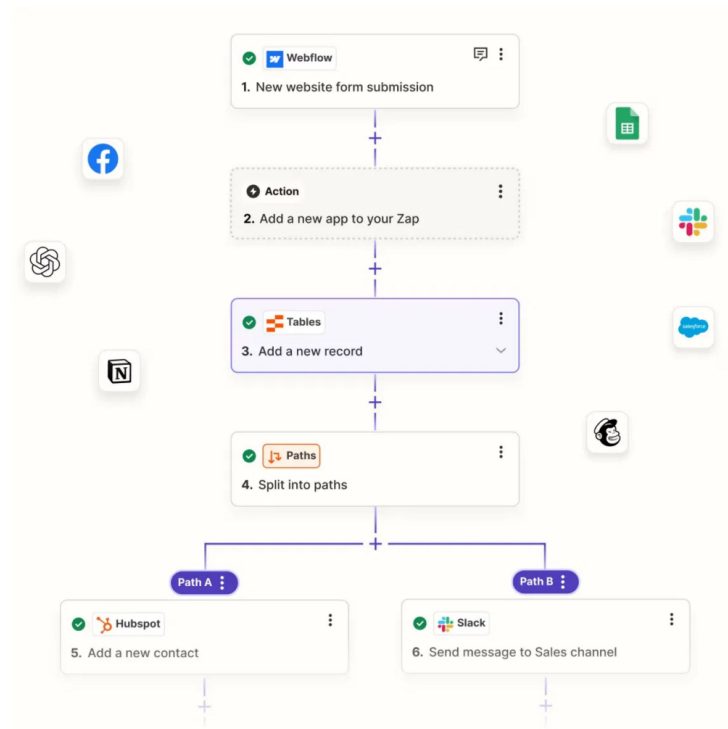 Webflow
1. New website form submission
Action
2. Add a new app to your Zap
Tables
3. Add a new record
salesforce
Paths
4. Split into paths
Path A
Path B
Hubspot
5. Add a new contact
Slack
6. Send message to Sales channel